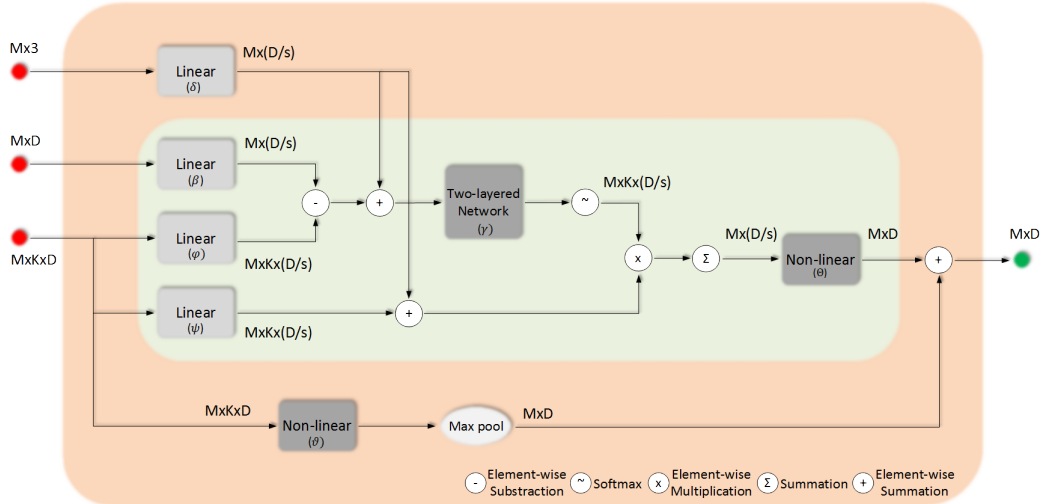 Mx3
Linear
(δ)
Mx(D/s)
MxD
Linear
(β)
Mx(D/s)
-
+
Two-layered
Network
(γ)
~
MxKx(D/s)
MxKxD
Linear
(φ)
MxKx(D/s)
x
Σ
Mx(D/s)
Non-linear
(Θ)
MxD
+
MxD
Linear
(ψ)
MxKx(D/s)
+
MxKxD
Non-linear
(ϑ)
Max pool
MxD
- Element-wise
Substraction
~ Softmax
x Element-wise
Multiplication
Σ Summation
+ Element-wise
Summation